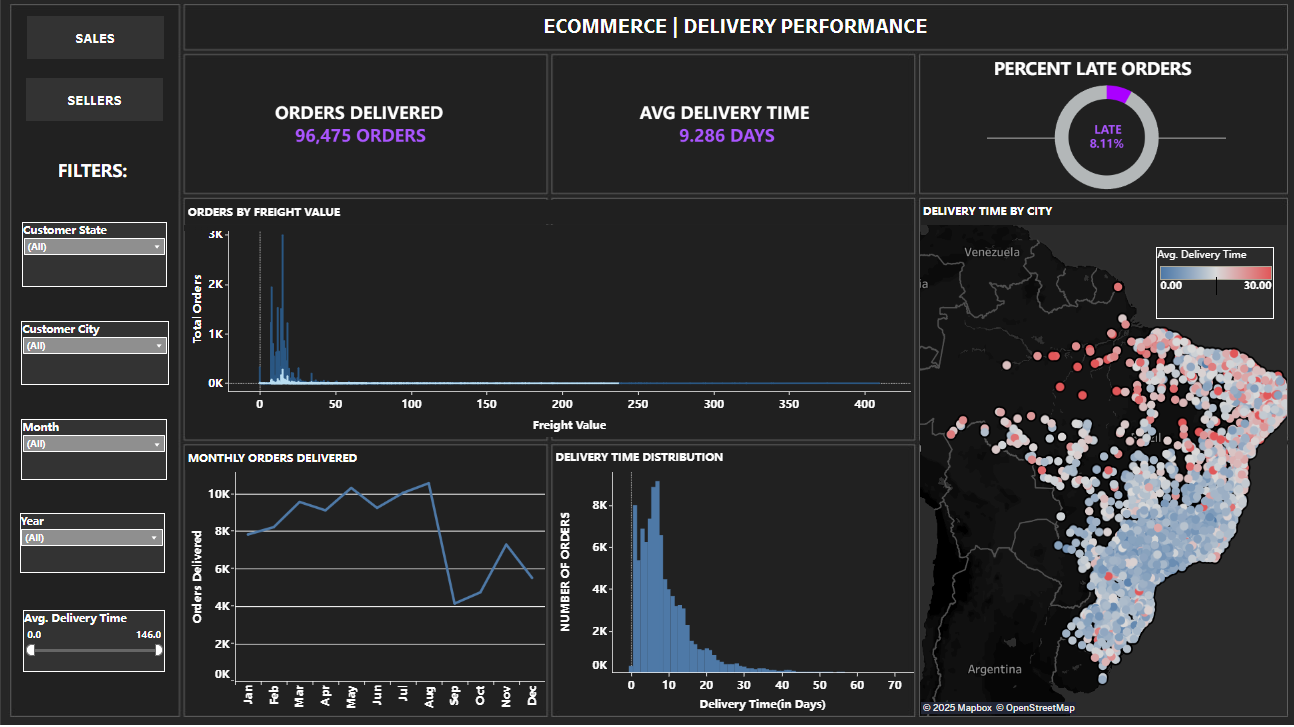 SALES
SELLERS
FILTERS:
Customer State
(All)
Customer City
(All)
Month
(All)
Year
(All)
Avg. Delivery Time
0.0 146.0
ECOMMERCE | DELIVERY PERFORMANCE
ORDERS DELIVERED
96,475 ORDERS
AVG DELIVERY TIME
9.286 DAYS
PERCENT LATE ORDERS
LATE
8.11%
ORDERS BY FREIGHT VALUE
Total Orders
3K
2K
1K
0K
0 50 100 150 200 250 300 350 400
Freight Value
MONTHLY ORDERS DELIVERED
Orders Delivered
10K
8K
6K
4K
2K
0K
Jan Feb Mar Apr May Jun Jul Aug Sep Oct Nov Dec
DELIVERY TIME DISTRIBUTION
NUMBER OF ORDERS
8K
6K
4K
2K
0K
0 10 20 30 40 50 60 70
Delivery Time(in Days)
DELIVERY TIME BY CITY
Venezuela
ia
Avg. Delivery Time
0.00 30.00
zil
Argentina
© 2025 Mapbox © OpenStreetMap